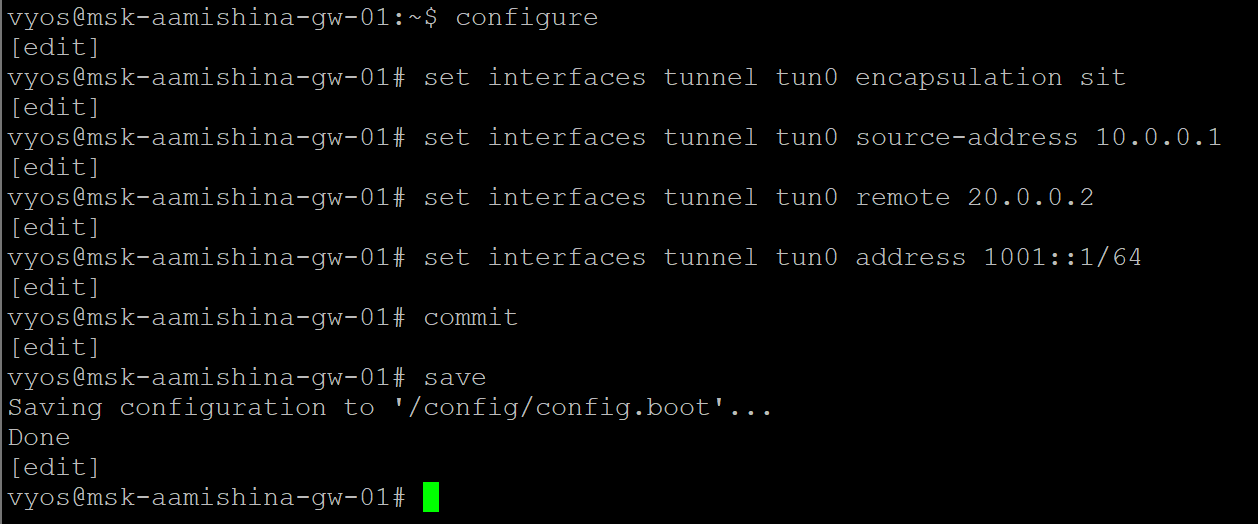 vyos@msk-aamishina-gw-01:~$ configure
[edit]
vyos@msk-aamishina-gw-01# set interfaces tunnel tun0 encapsulation sit
[edit]
vyos@msk-aamishina-gw-01# set interfaces tunnel tun0 source-address 10.0.0.1
[edit]
vyos@msk-aamishina-gw-01# set interfaces tunnel tun0 remote 20.0.0.2
[edit]
vyos@msk-aamishina-gw-01# set interfaces tunnel tun0 address 1001::1/64
[edit]
vyos@msk-aamishina-gw-01# commit
[edit]
vyos@msk-aamishina-gw-01# save
Saving configuration to '/config/config.boot'...
Done
[edit]
vyos@msk-aamishina-gw-01#